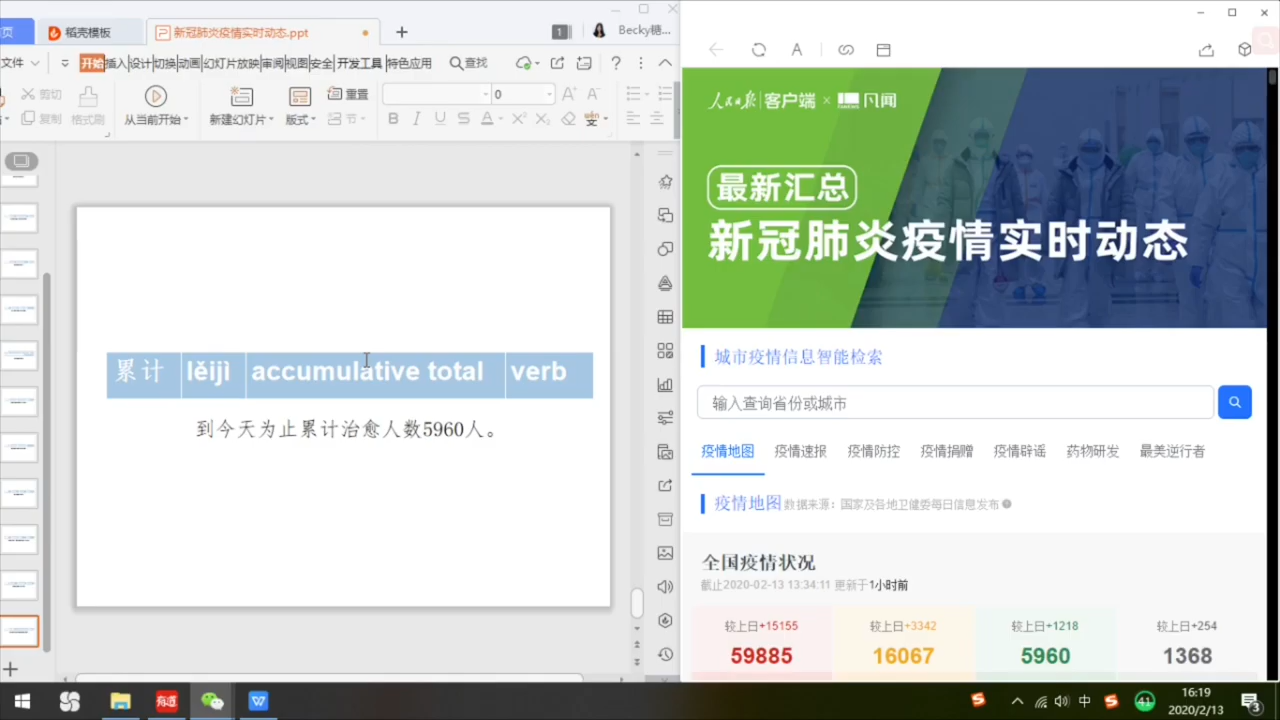 页
稻壳模板
新冠肺炎疫情实时动态.ppt
1
Becky糖...
文件
开始 插入 设计 切换 动画 幻灯片放映 审阅 视图 安全 开发工具 特色应用
查找
剪切
复制
格式刷
从当前开始
新建幻灯片
版式
重置
节
0
累计 lěijì accumulative total verb
到今天为止累计治愈人数5960人。
人民日报 客户端 × 凡闻
最新汇总
新冠肺炎疫情实时动态
城市疫情信息智能检索
输入查询省份或城市
疫情地图 疫情速报 疫情防控 疫情捐赠 疫情辟谣 药物研发 最美逆行者
疫情地图 数据来源：国家及各地卫健委每日信息发布
全国疫情状况
截止2020-02-13 13:34:11 更新于1小时前
较上日+15155 较上日+3342 较上日+1218 较上日+254
59885 16067 5960 1368
有道
中
41
16:19
2020/2/13
3